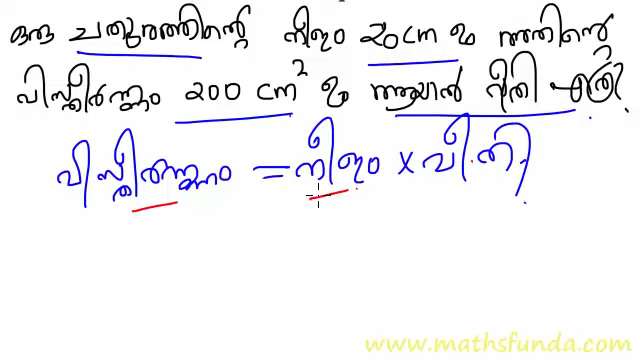 ഒരു ചതുരത്തിന്റെ നീളം 20cm ഉം അതിന്റെ
വിസ്തീർണ്ണം 200 cm² ഉം ആയാൽ വീതി എത്ര?
വിസ്തീർണ്ണം = നീളം x വീതി
www.mathsfunda.com